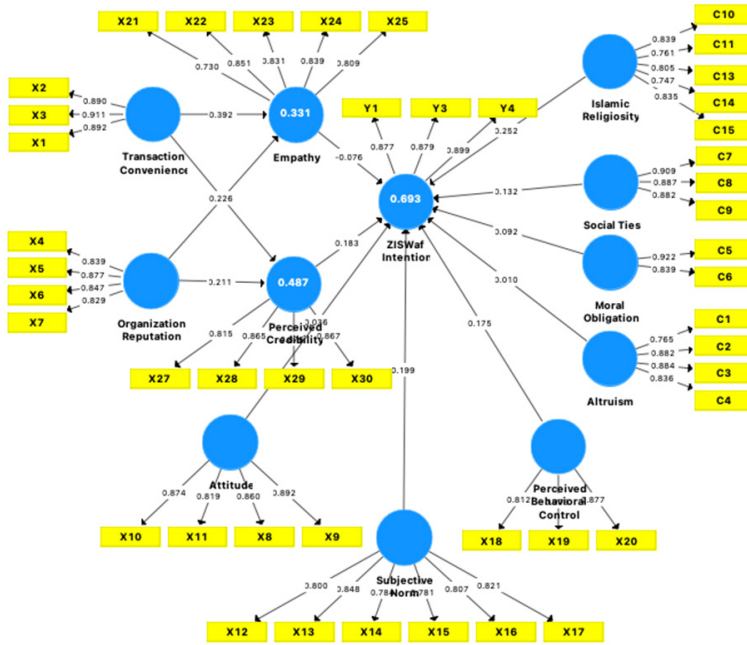 X21 X22 X23 X24 X25
0.730 0.851 0.831 0.839 0.809
C10
C11
C13
C14
C15
0.839
0.761
0.805
0.747
0.835
Islamic
Religiosity
X2
X3
X1
0.890
0.911
0.892
Transaction
Convenience
0.392
0.331
Empathy
0.226
-0.076
Y1 Y3 Y4
0.877 0.879 0.899
0.252
0.693
ZISWaf
Intention
0.132
C7
C8
C9
0.909
0.887
0.882
Social Ties
0.092
C5
C6
0.922
0.839
Moral
Obligation
0.010
C1
C2
C3
C4
0.765
0.882
0.884
0.836
Altruism
X4
X5
X6
X7
0.839
0.877
0.847
0.829
Organization
Reputation
0.211
0.487
Perceived
Credibility
0.183
0.815 0.865 0.867
X27 X28 X29 X30
0.199
0.175
Attitude
0.874 0.819 0.860 0.892
X10 X11 X8 X9
Perceived
Behavioral
Control
0.812 0.877
X18 X19 X20
Subjective
Norm
0.800 0.848 0.781 0.807 0.821
X12 X13 X14 X15 X16 X17